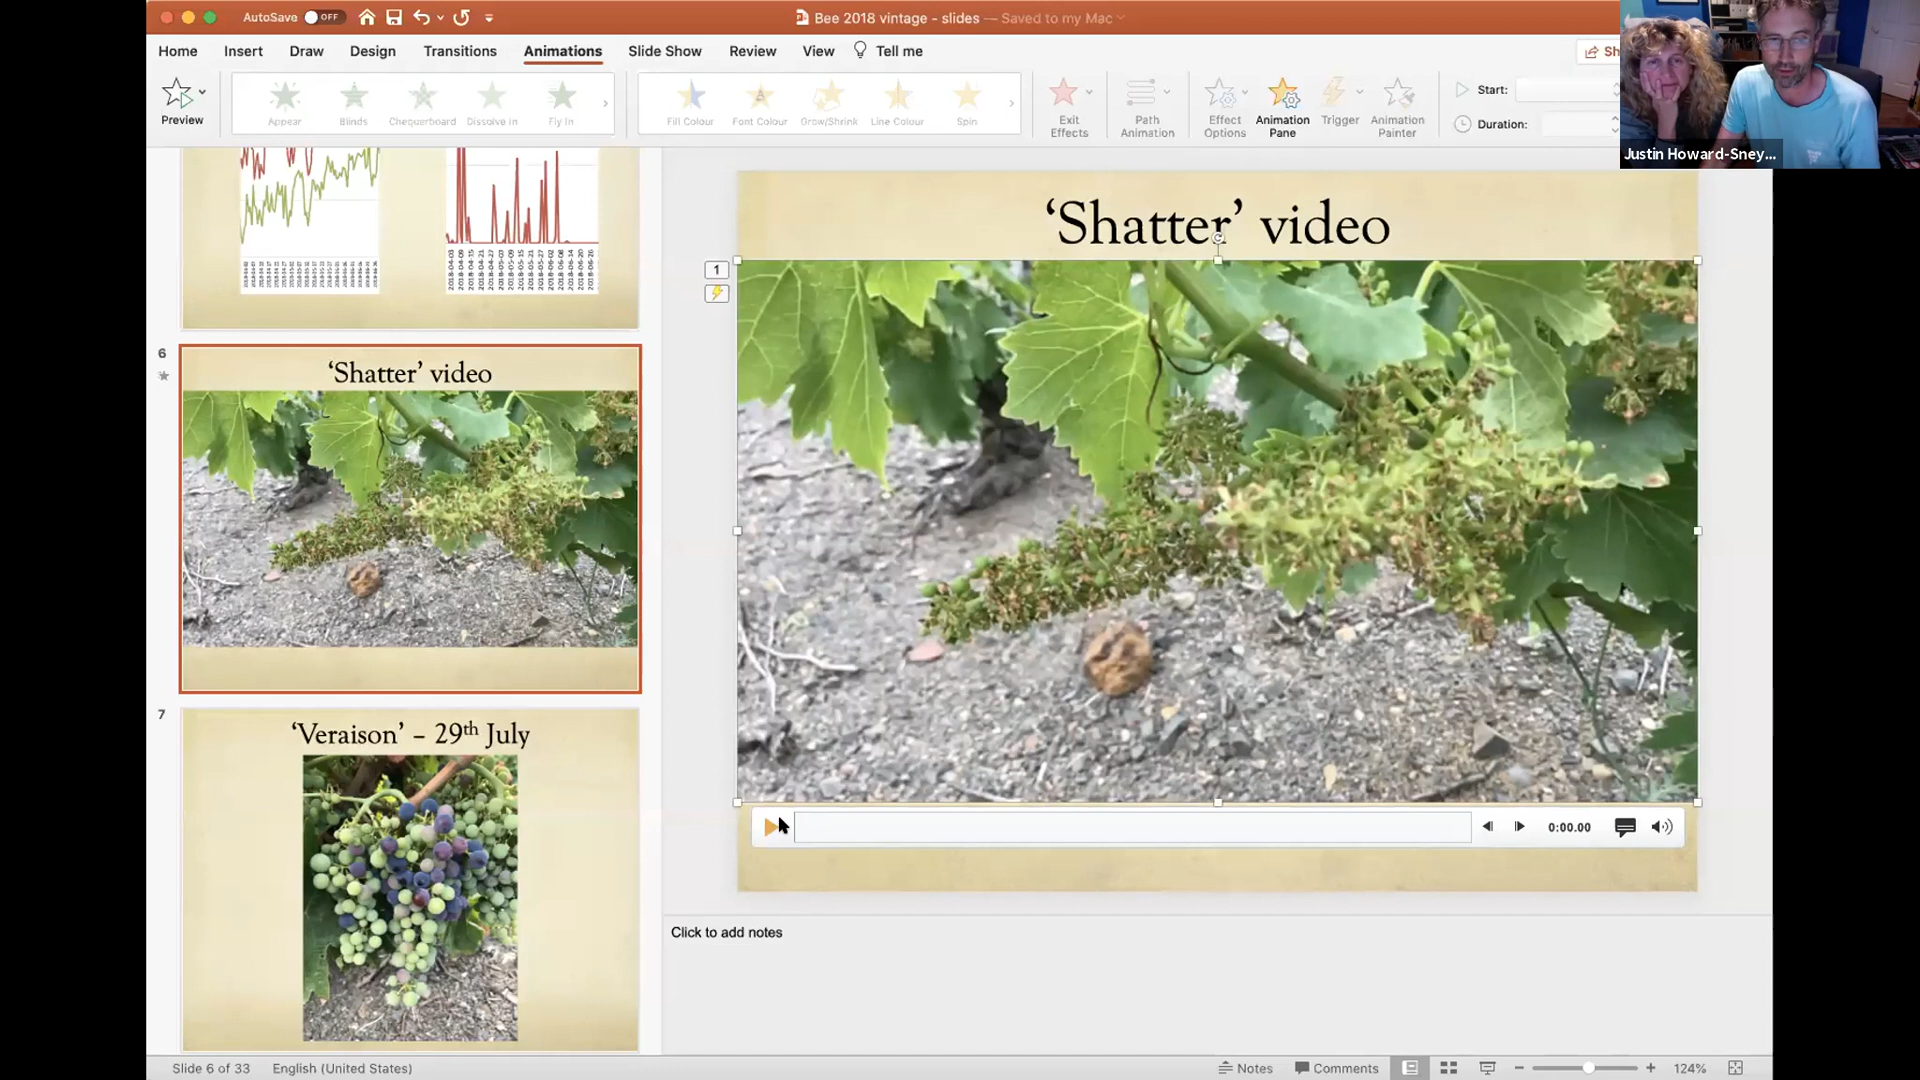 AutoSave OFF
Bee 2018 vintage - slides — Saved to my Mac
Home Insert Draw Design Transitions Animations Slide Show Review View Tell me
Sh
Preview
Appear Blinds Checquerboard Dissolve In Fly In
Fill Colour Font Colour Grow/Shrink Line Colour Spin
Exit Effects
Path Animation
Effect Options
Animation Pane
Trigger
Animation Painter
Start:
Duration:
Justin Howard-Sney...
6
‘Shatter’ video
7
‘Veraison’ – 29th July
‘Shatter’ video
1
0:00.00
Click to add notes
Slide 6 of 33
English (United States)
Notes
Comments
124%